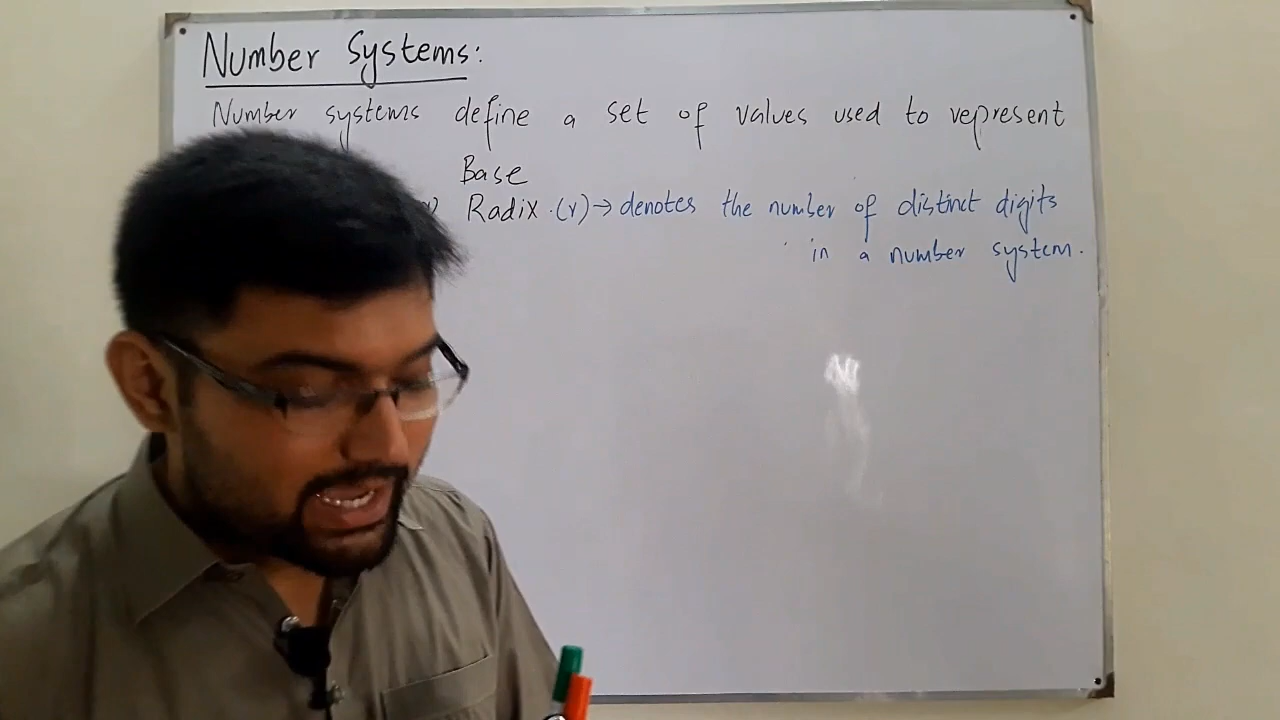 Number Systems:
Number systems define a set of values used to represent
Base
Radix (r) → denotes the number of distinct digits
in a number system.